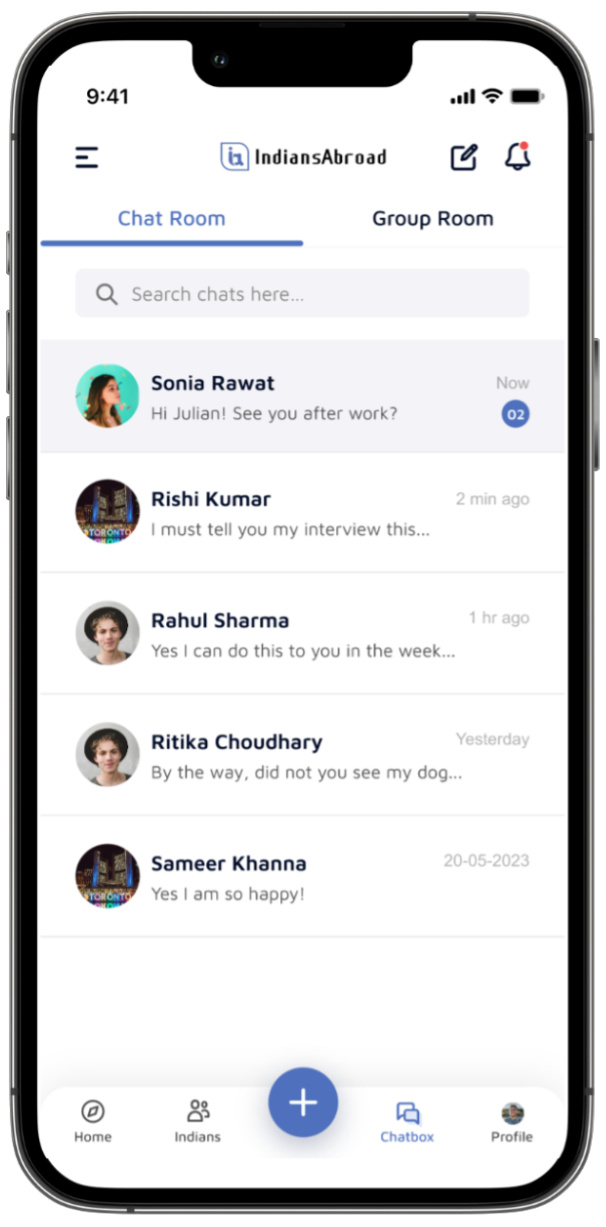 9:41
IndiansAbroad
Chat Room Group Room
Search chats here...
Sonia Rawat Now
Hi Julian! See you after work? 02
Rishi Kumar 2 min ago
TORONTO
I must tell you my interview this...
Rahul Sharma 1 hr ago
Yes I can do this to you in the week...
Ritika Choudhary Yesterday
By the way, did not you see my dog...
Sameer Khanna 20-05-2023
TORONTO
Yes I am so happy!
Home Indians Chatbox Profile